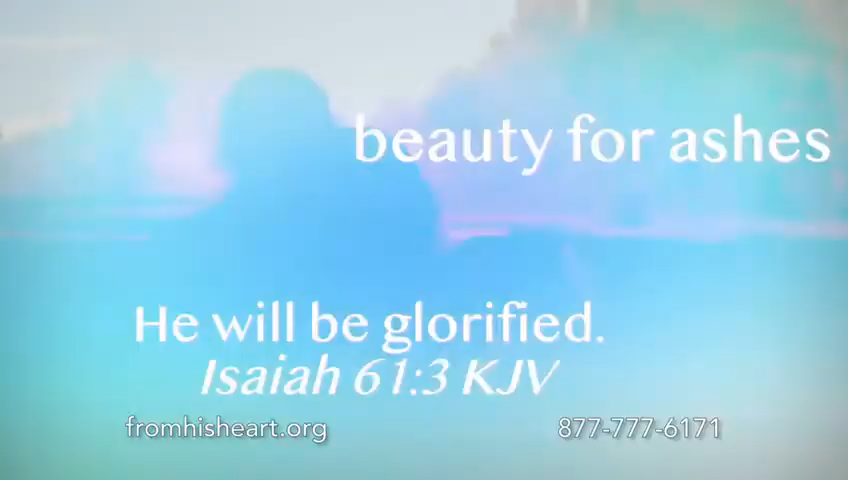 beauty for ashes
He will be glorified.
Isaiah 61:3 KJV
fromhisheart.org
877-777-6171